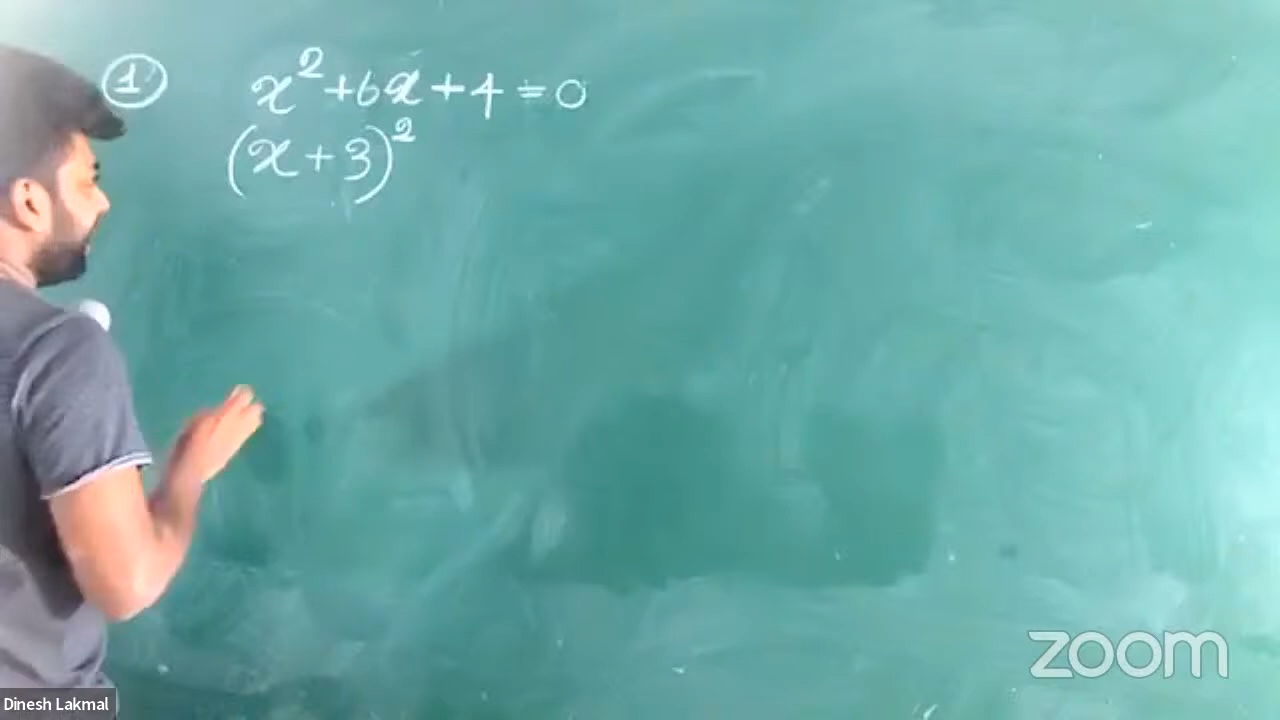 ① x² + 6x + 4 = 0
(x + 3)²
zoom
Dinesh Lakmal